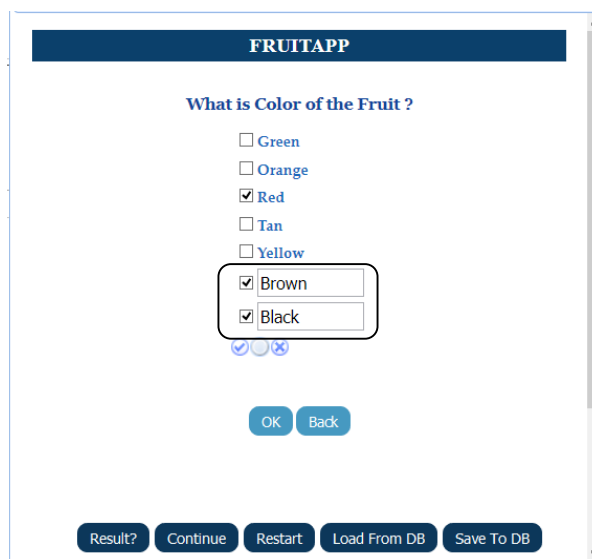 FRUITAPP
What is Color of the Fruit ?
Green
Orange
Red
Tan
Yellow
Brown
Black
OK Back
Result? Continue Restart Load From DB Save To DB